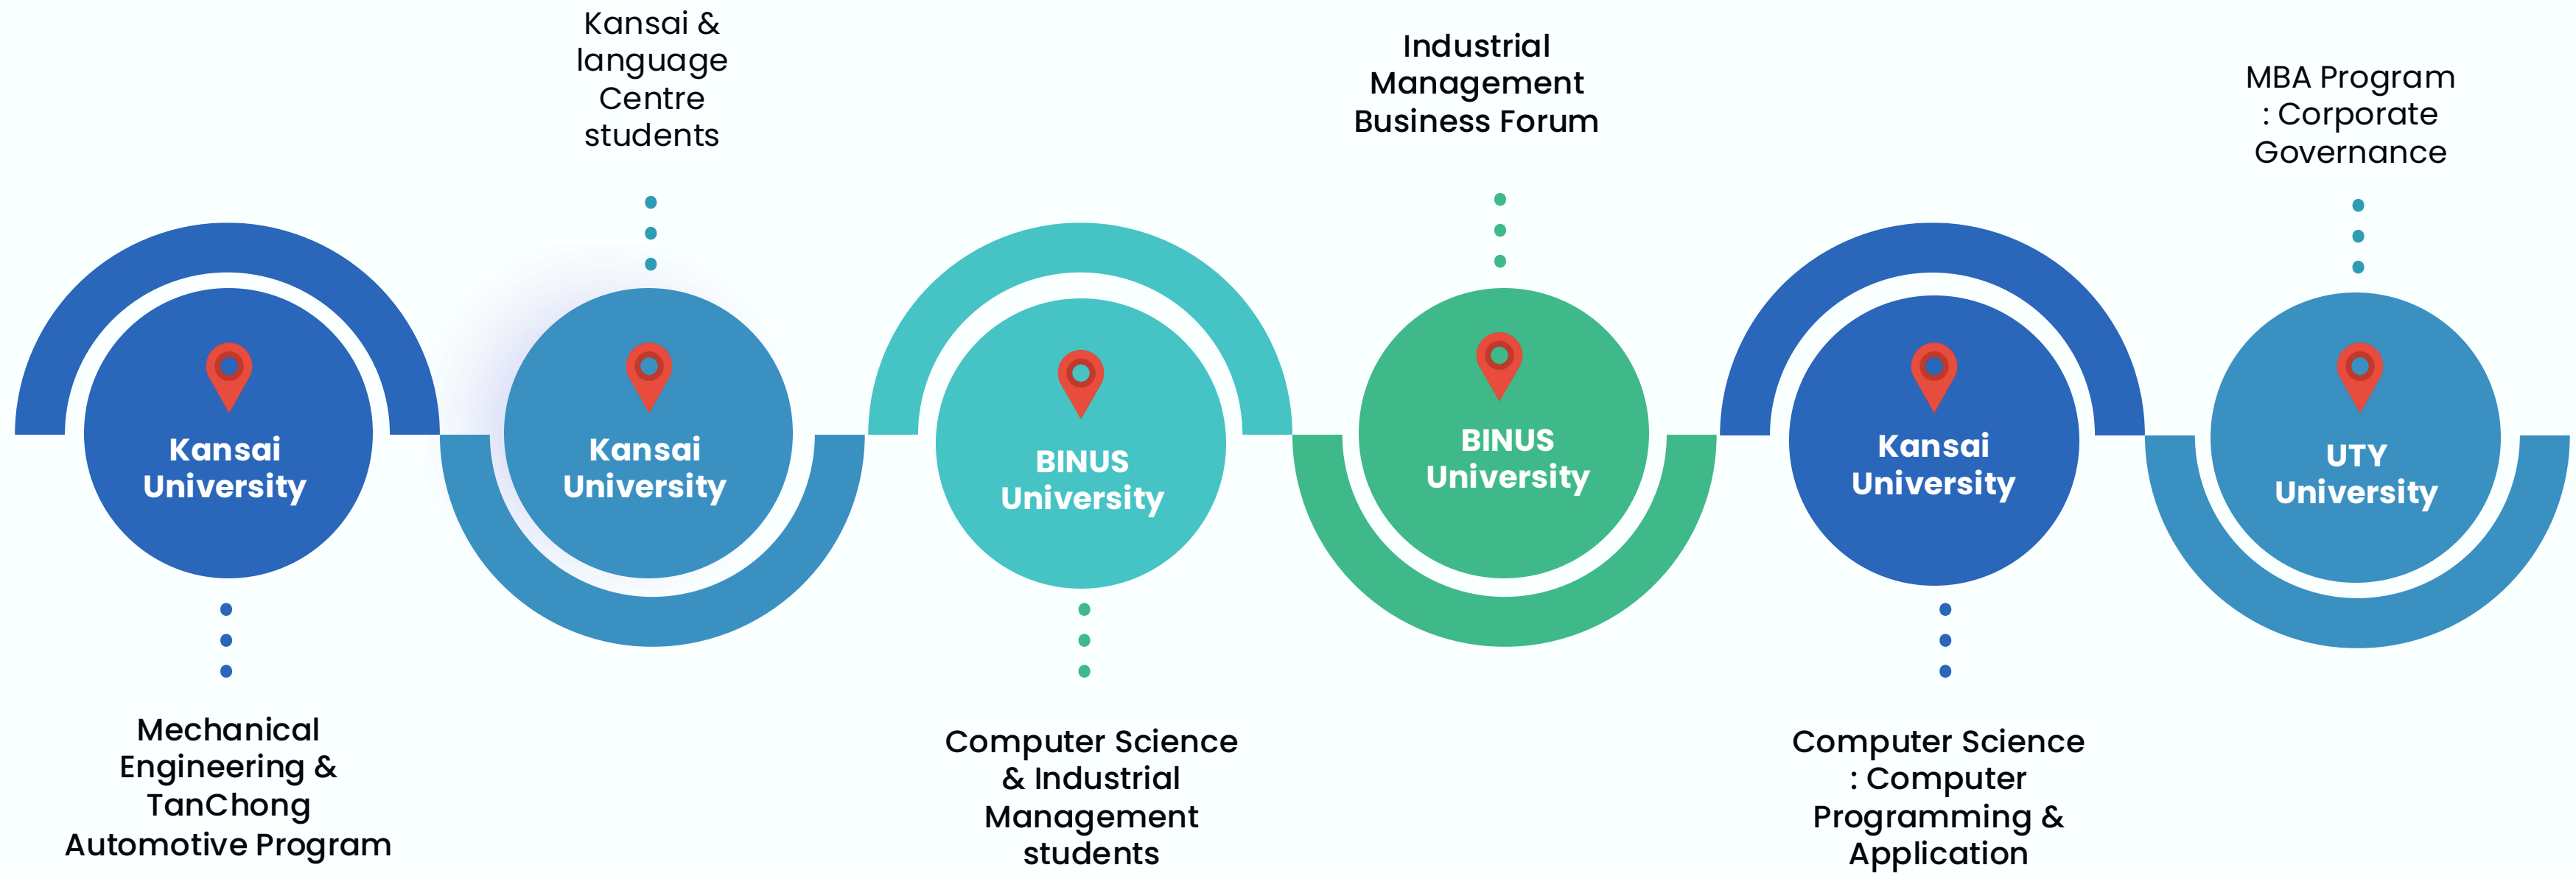 Kansai
University
Mechanical
Engineering &
TanChong
Automotive Program
Kansai &
language
Centre
students
Kansai
University
BINUS
University
Computer Science
& Industrial
Management
students
Industrial
Management
Business Forum
BINUS
University
Kansai
University
Computer Science
: Computer
Programming &
Application
MBA Program
: Corporate
Governance
UTY
University